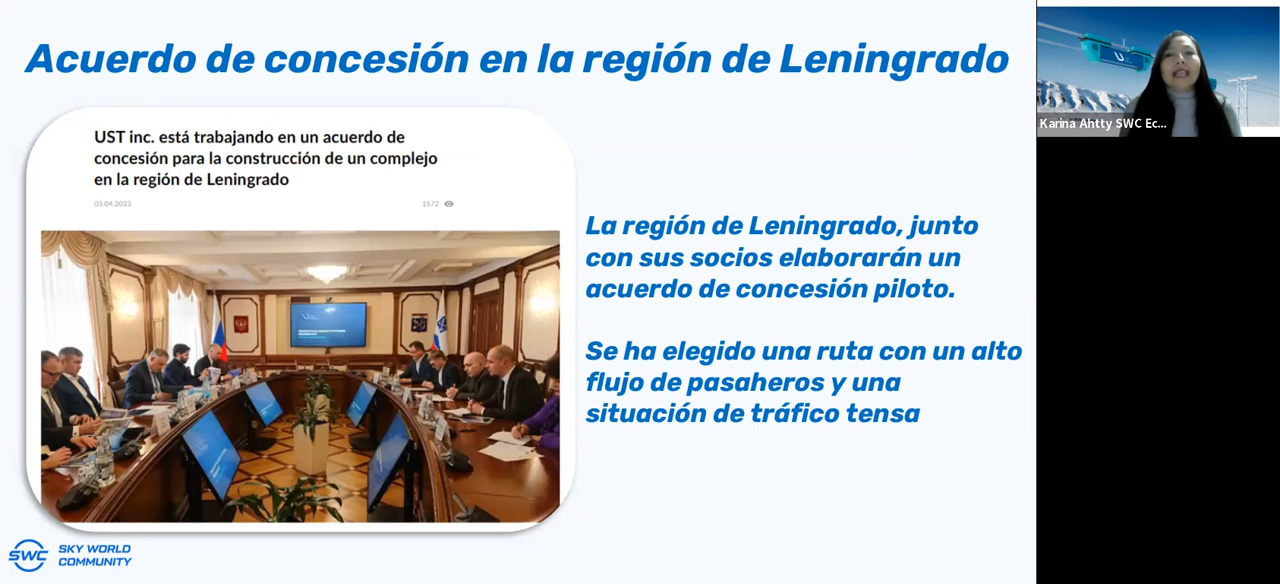 Acuerdo de concesión en la región de Leningrado
UST inc. está trabajando en un acuerdo de
concesión para la construcción de un complejo
en la región de Leningrado
03.04.2023 1572
La región de Leningrado, junto
con sus socios elaborarán un
acuerdo de concesión piloto.
Se ha elegido una ruta con un alto
flujo de pasaheros y una
situación de tráfico tensa
SWC SKY WORLD
COMMUNITY
Karina Ahtty SWC Ec...